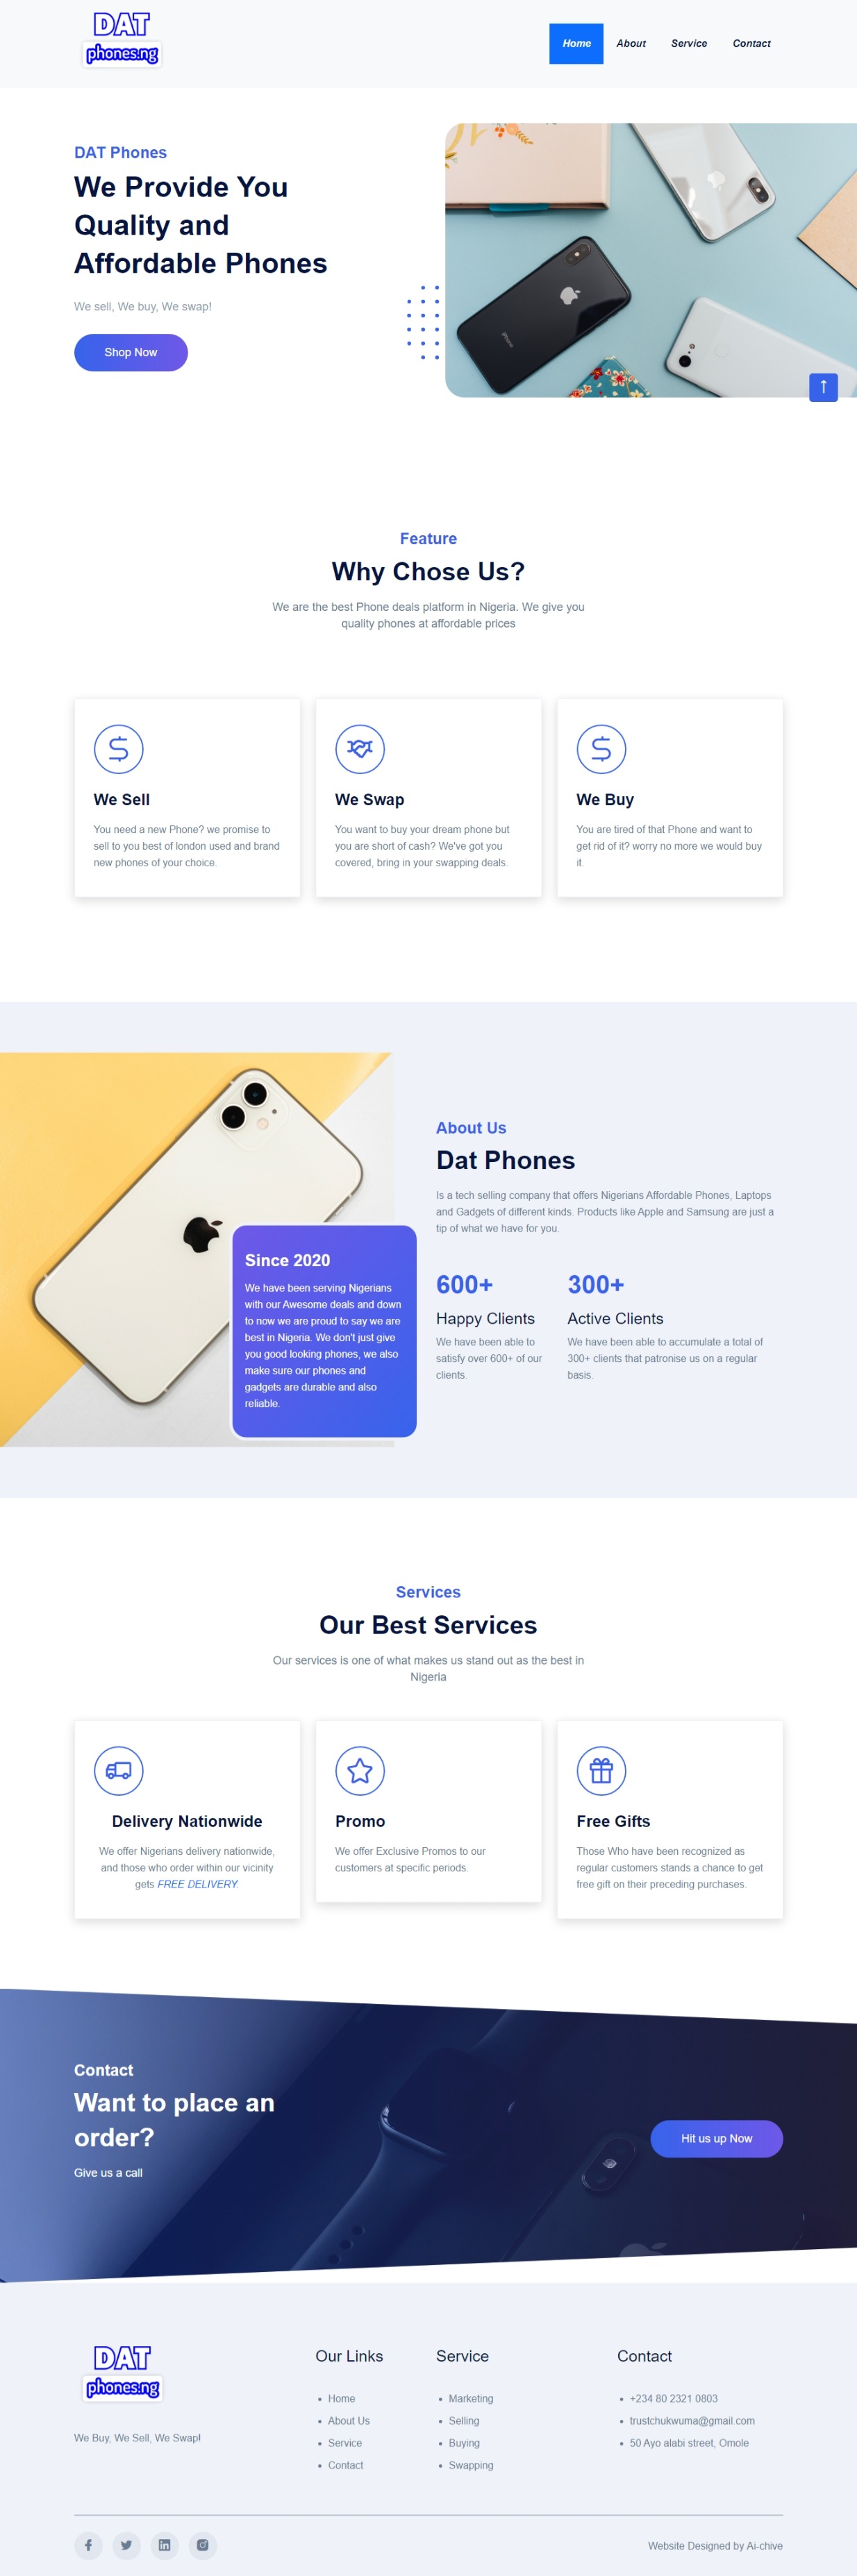 DAT
phones.ng
Home
About
Service
Contact
DAT Phones
We Provide You
Quality and
Affordable Phones
We sell, We buy, We swap!
Shop Now
Feature
Why Chose Us?
We are the best Phone deals platform in Nigeria. We give you
quality phones at affordable prices
We Sell
You need a new Phone? we promise to
sell to you best of london used and brand
new phones of your choice.
We Swap
You want to buy your dream phone but
you are short of cash? We've got you
covered, bring in your swapping deals.
We Buy
You are tired of that Phone and want to
get rid of it? worry no more we would buy
it.
Since 2020
We have been serving Nigerians
with our Awesome deals and down
to now we are proud to say we are
best in Nigeria. We don't just give
you good looking phones, we also
make sure our phones and
gadgets are durable and also
reliable.
About Us
Dat Phones
Is a tech selling company that offers Nigerians Affordable Phones, Laptops
and Gadgets of different kinds. Products like Apple and Samsung are just a
tip of what we have for you.
600+
Happy Clients
We have been able to
satisfy over 600+ of our
clients.
300+
Active Clients
We have been able to accumulate a total of
300+ clients that patronise us on a regular
basis.
Services
Our Best Services
Our services is one of what makes us stand out as the best in
Nigeria
Delivery Nationwide
We offer Nigerians delivery nationwide,
and those who order within our vicinity
gets FREE DELIVERY.
Promo
We offer Exclusive Promos to our
customers at specific periods.
Free Gifts
Those Who have been recognized as
regular customers stands a chance to get
free gift on their preceding purchases.
Contact
Want to place an
order?
Give us a call
Hit us up Now
DAT
phones.ng
We Buy, We Sell, We Swap!
Our Links
Home
About Us
Service
Contact
Service
Marketing
Selling
Buying
Swapping
Contact
+234 80 2321 0803
trustchukwuma@gmail.com
50 Ayo alabi street, Omole
Website Designed by Ai-chive